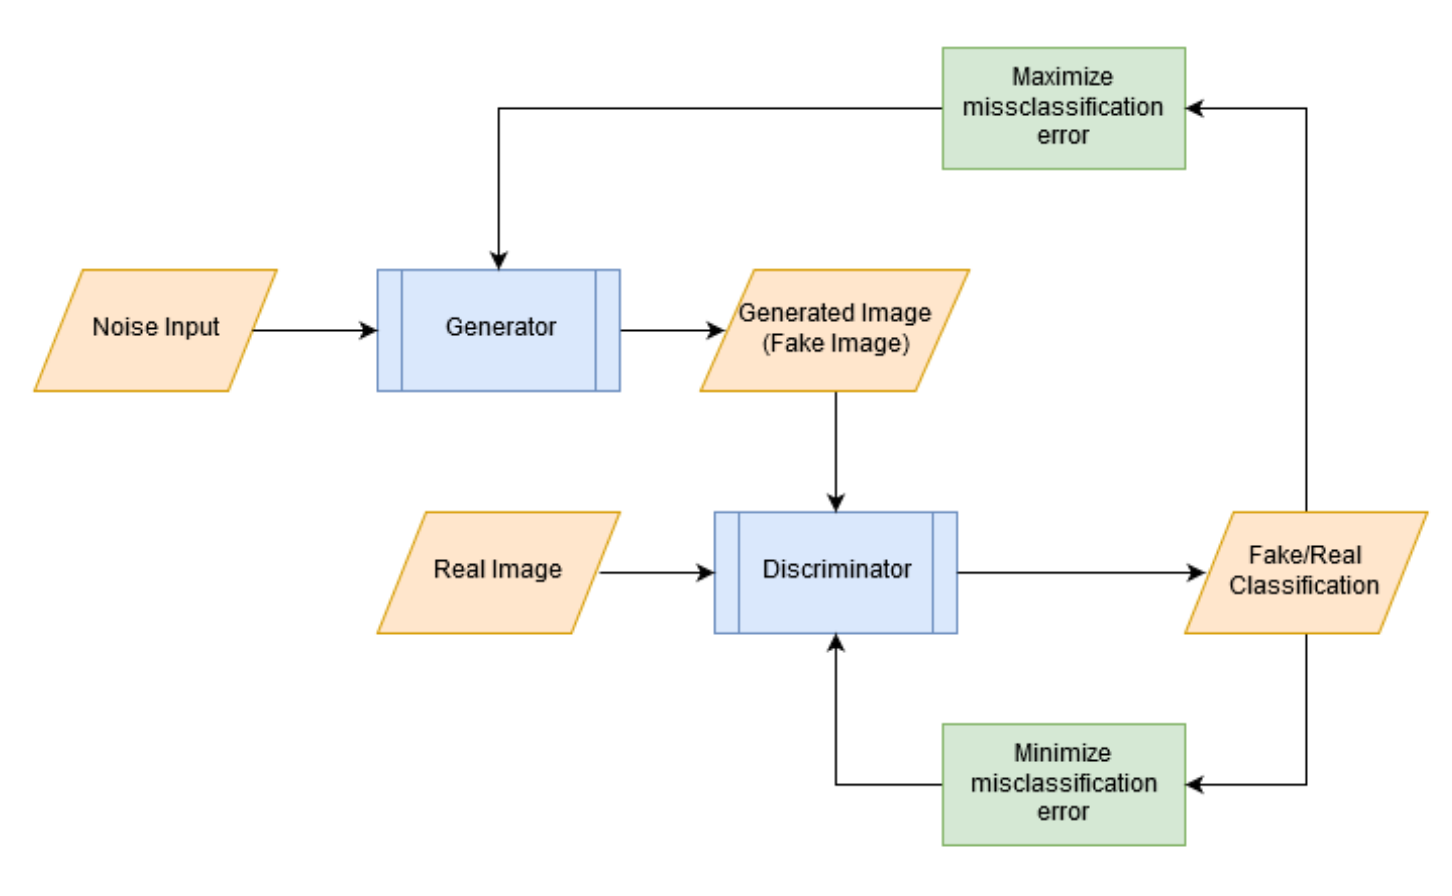 Maximize
missclassification
error
Noise Input
Generator
Generated Image
(Fake Image)
Real Image
Discriminator
Fake/Real
Classification
Minimize
misclassification
error